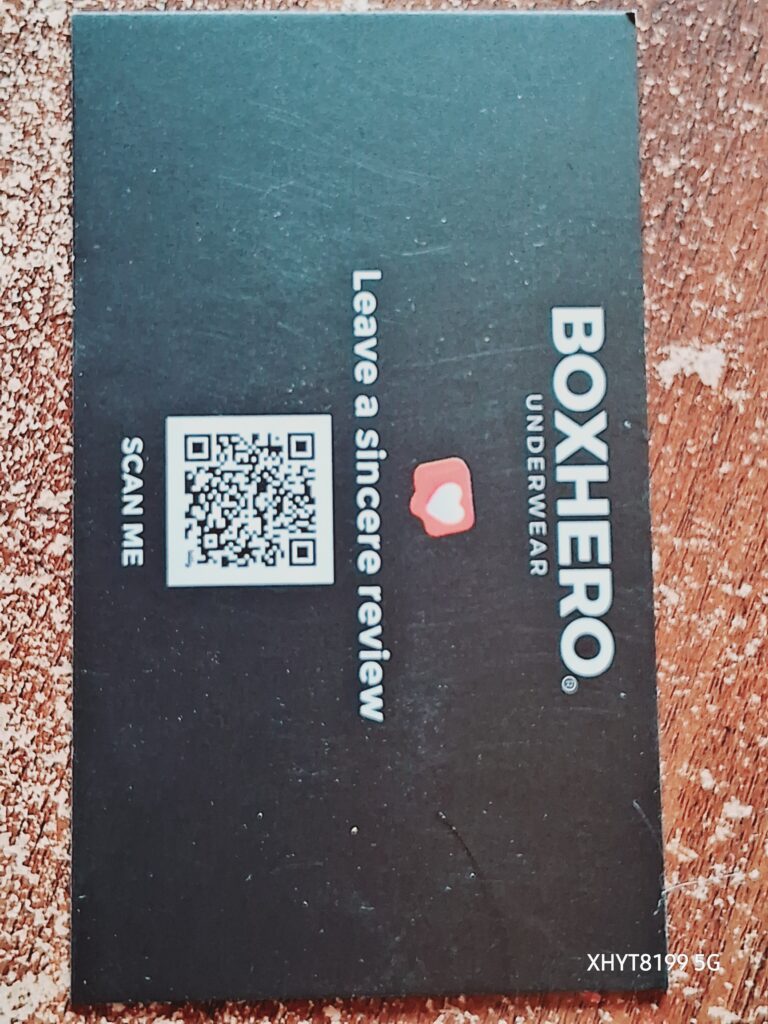 BOXHERO®
UNDERWEAR
Leave a sincere review
SCAN ME
XHYT8199 5G